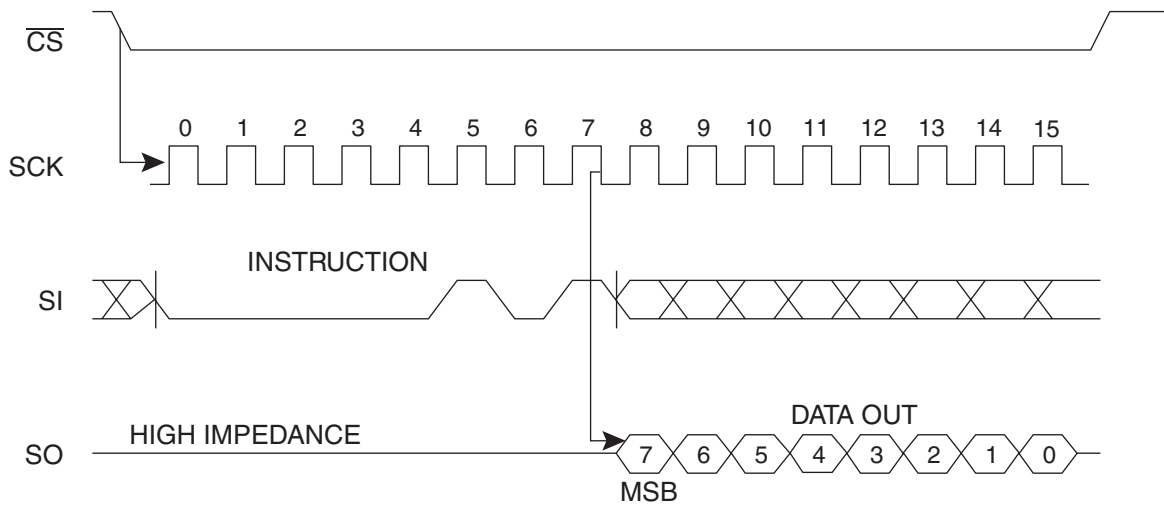 CS
0 1 2 3 4 5 6 7 8 9 10 11 12 13 14 15
SCK
INSTRUCTION
SI
DATA OUT
HIGH IMPEDANCE
SO
7 6 5 4 3 2 1 0
MSB